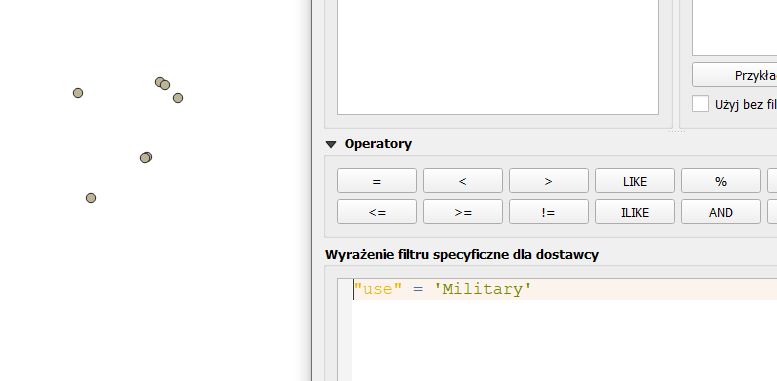 Przykła
Użyj bez fil
Operatory
= < > LIKE %
<= >= != ILIKE AND
Wyrażenie filtru specyficzne dla dostawcy
"use" = 'Military'